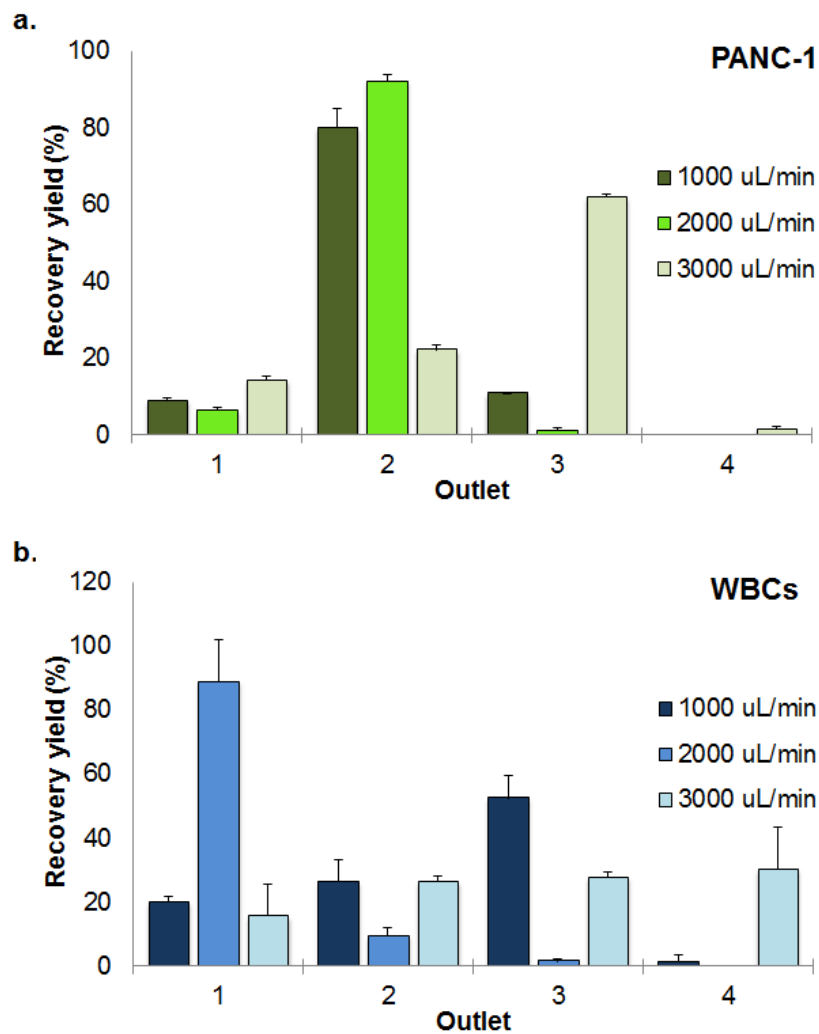 a.
PANC-1
100
80
60
40
20
0
Recovery yield (%)
1000 uL/min
2000 uL/min
3000 uL/min
1 2 3 4
Outlet
b.
WBCs
120
100
80
60
40
20
0
Recovery yield (%)
1000 uL/min
2000 uL/min
3000 uL/min
1 2 3 4
Outlet